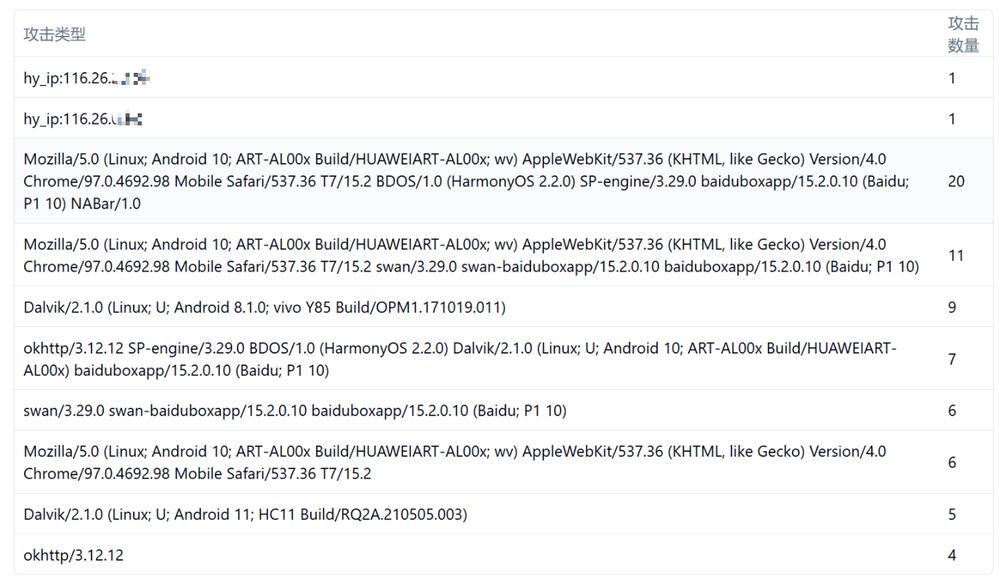 攻击类型
攻击
数量
hy_ip:116.26.
1
hy_ip:116.26.
1
Mozilla/5.0 (Linux; Android 10; ART-AL00x Build/HUAWEIART-AL00x; wv) AppleWebKit/537.36 (KHTML, like Gecko) Version/4.0
Chrome/97.0.4692.98 Mobile Safari/537.36 T7/15.2 BDOS/1.0 (HarmonyOS 2.2.0) SP-engine/3.29.0 baiduboxapp/15.2.0.10 (Baidu;
P1 10) NABar/1.0
20
Mozilla/5.0 (Linux; Android 10; ART-AL00x Build/HUAWEIART-AL00x; wv) AppleWebKit/537.36 (KHTML, like Gecko) Version/4.0
Chrome/97.0.4692.98 Mobile Safari/537.36 T7/15.2 swan/3.29.0 swan-baiduboxapp/15.2.0.10 baiduboxapp/15.2.0.10 (Baidu; P1 10)
11
Dalvik/2.1.0 (Linux; U; Android 8.1.0; vivo Y85 Build/OPM1.171019.011)
9
okhttp/3.12.12 SP-engine/3.29.0 BDOS/1.0 (HarmonyOS 2.2.0) Dalvik/2.1.0 (Linux; U; Android 10; ART-AL00x Build/HUAWEIART-
AL00x) baiduboxapp/15.2.0.10 (Baidu; P1 10)
7
swan/3.29.0 swan-baiduboxapp/15.2.0.10 baiduboxapp/15.2.0.10 (Baidu; P1 10)
6
Mozilla/5.0 (Linux; Android 10; ART-AL00x Build/HUAWEIART-AL00x; wv) AppleWebKit/537.36 (KHTML, like Gecko) Version/4.0
Chrome/97.0.4692.98 Mobile Safari/537.36 T7/15.2
6
Dalvik/2.1.0 (Linux; U; Android 11; HC11 Build/RQ2A.210505.003)
5
okhttp/3.12.12
4